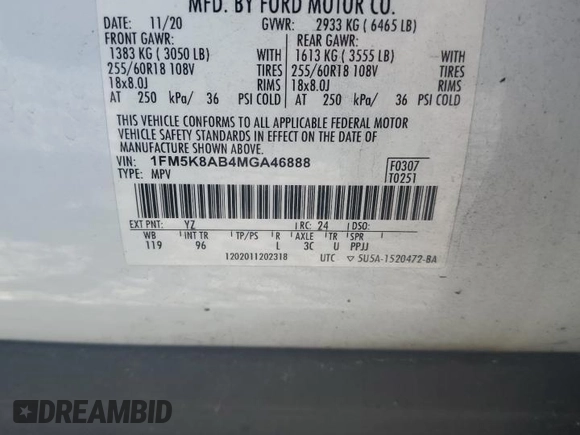 MFD. BY FORD MOTOR CO.
DATE: 11/20 GVWR: 2933 KG ( 6465 LB)
FRONT GAWR: REAR GAWR:
1383 KG ( 3050 LB) WITH 1613 KG ( 3555 LB) WITH
255/60R18 108V TIRES 255/60R18 108V TIRES
18x8.0J RIMS 18x8.0J RIMS
AT 250 kPa/ 36 PSI COLD AT 250 kPa/ 36 PSI COLD
THIS VEHICLE CONFORMS TO ALL APPLICABLE FEDERAL MOTOR
VEHICLE SAFETY STANDARDS IN EFFECT ON THE DATE OF
MANUFACTURE SHOWN ABOVE.
VIN: 1FM5K8AB4MGA46888 F0307
TYPE: MPV T0251
EXT PNT: YZ RC: 24 DSO:
WB INT TR TP/PS R AXLE TR SPR
119 96 L 3C U PPJJ
1202011202318 UTC ▽ 5U5A-1520472-BA
DREAMBID